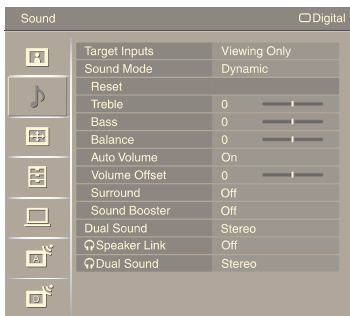 Sound Digital
Target Inputs Viewing Only
Sound Mode Dynamic
Reset
Treble 0
Bass 0
Balance 0
Auto Volume On
Volume Offset 0
Surround Off
Sound Booster Off
Dual Sound Stereo
Speaker Link Off
Dual Sound Stereo
A
D